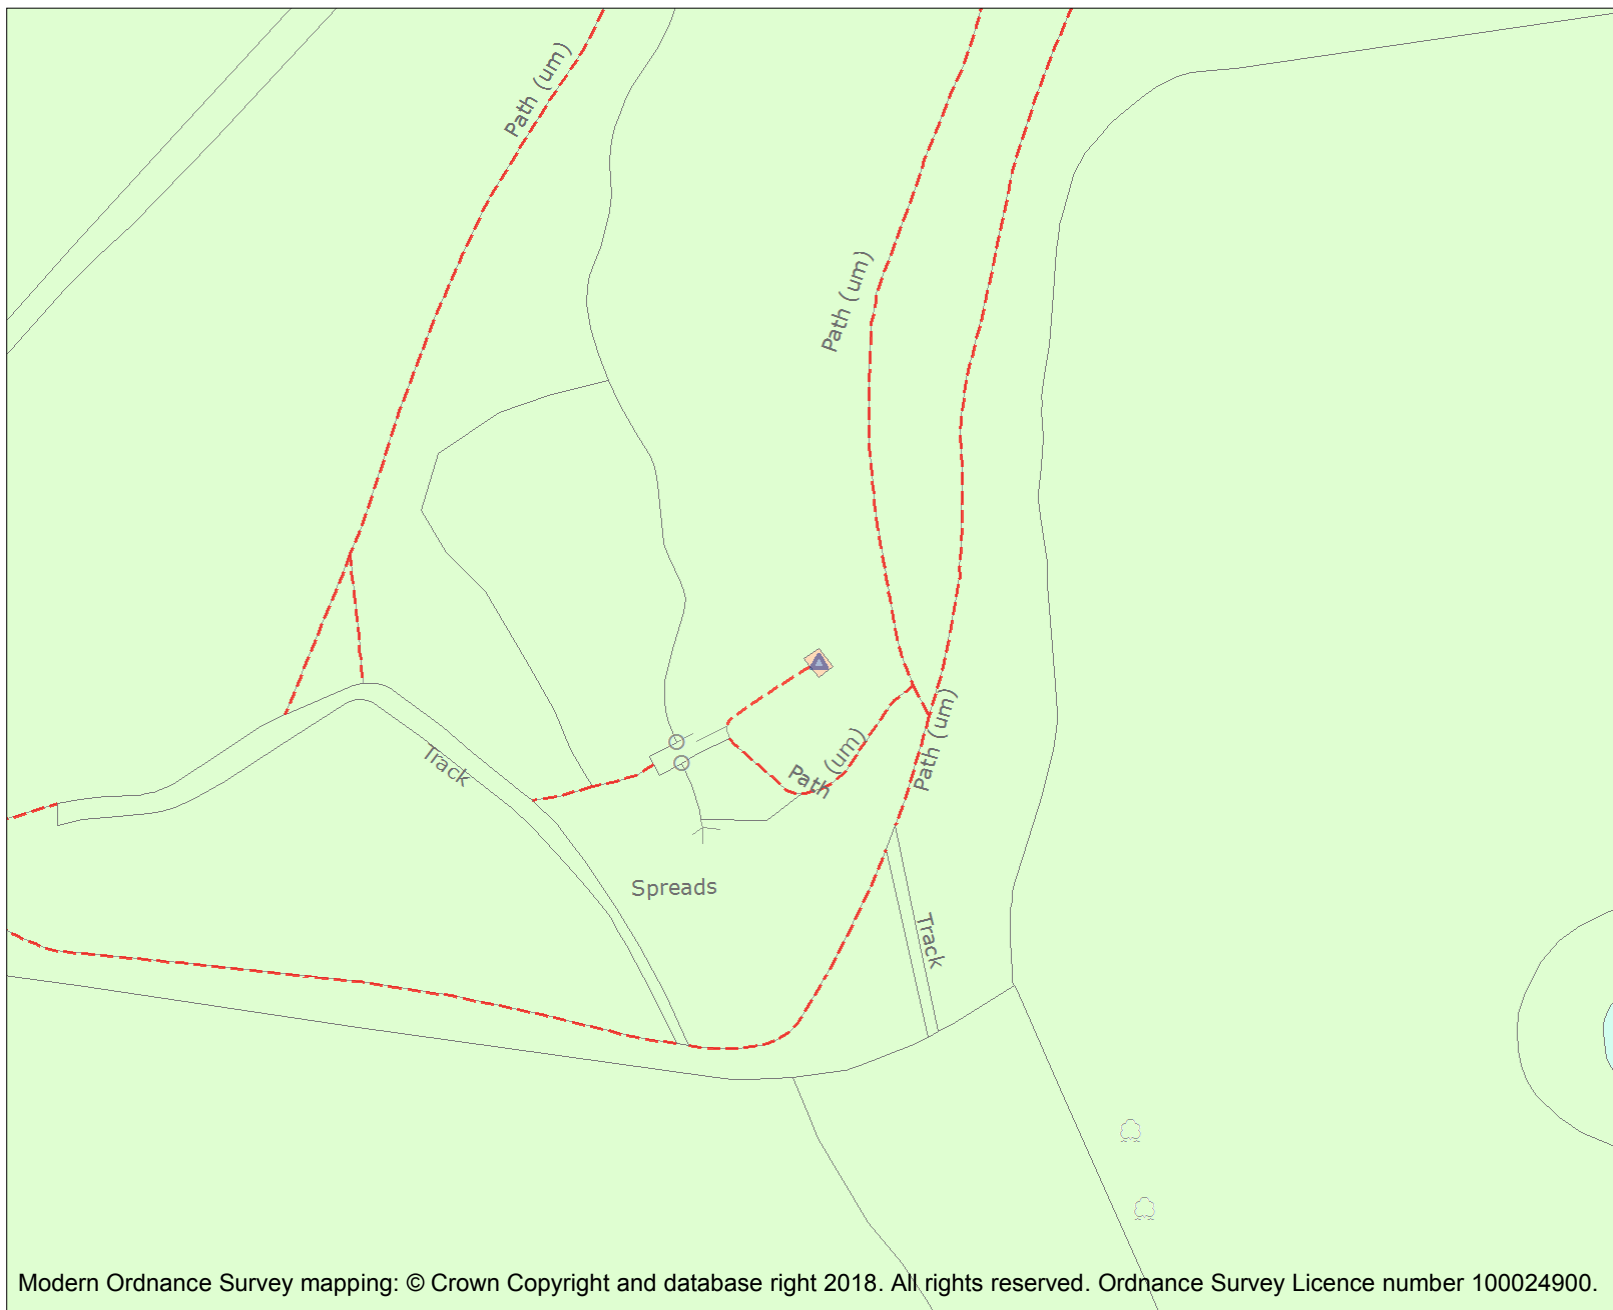 Path (um)
Path (um)
Path (um)
Path (um)
Track
Spreads
Track
Modern Ordnance Survey mapping: © Crown Copyright and database right 2018. All rights reserved. Ordnance Survey Licence number 100024900.